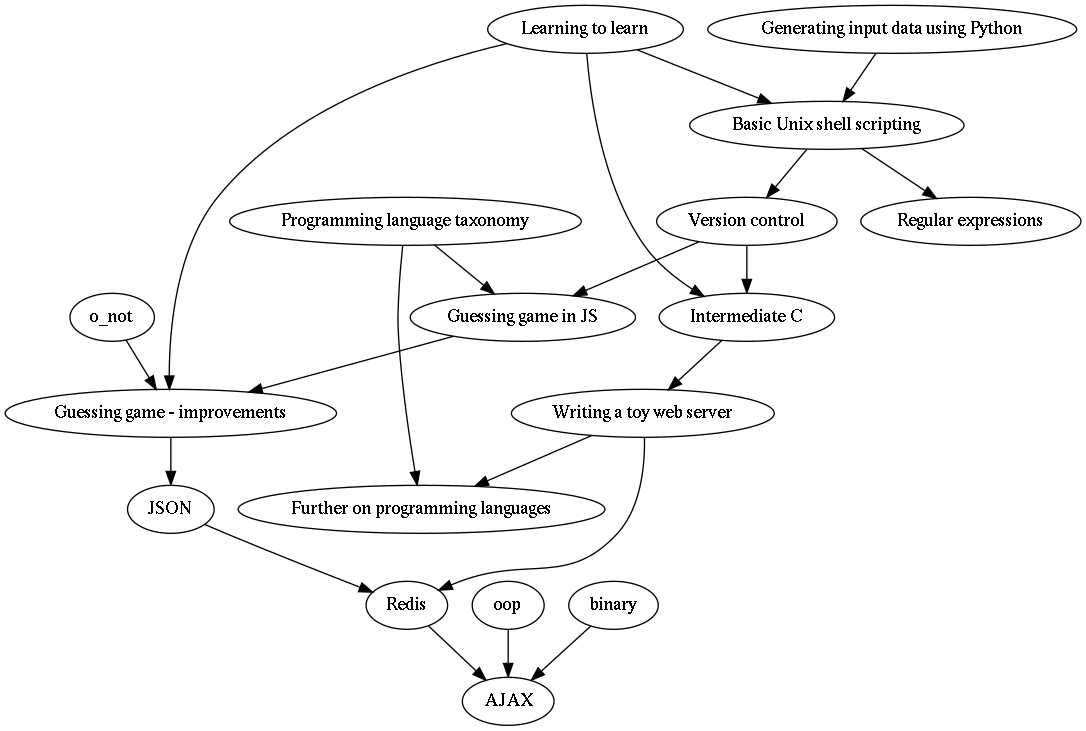 Learning to learn
Generating input data using Python
Basic Unix shell scripting
Programming language taxonomy
Version control
Regular expressions
o_not
Guessing game in JS
Intermediate C
Guessing game - improvements
Writing a toy web server
JSON
Further on programming languages
Redis
oop
binary
AJAX